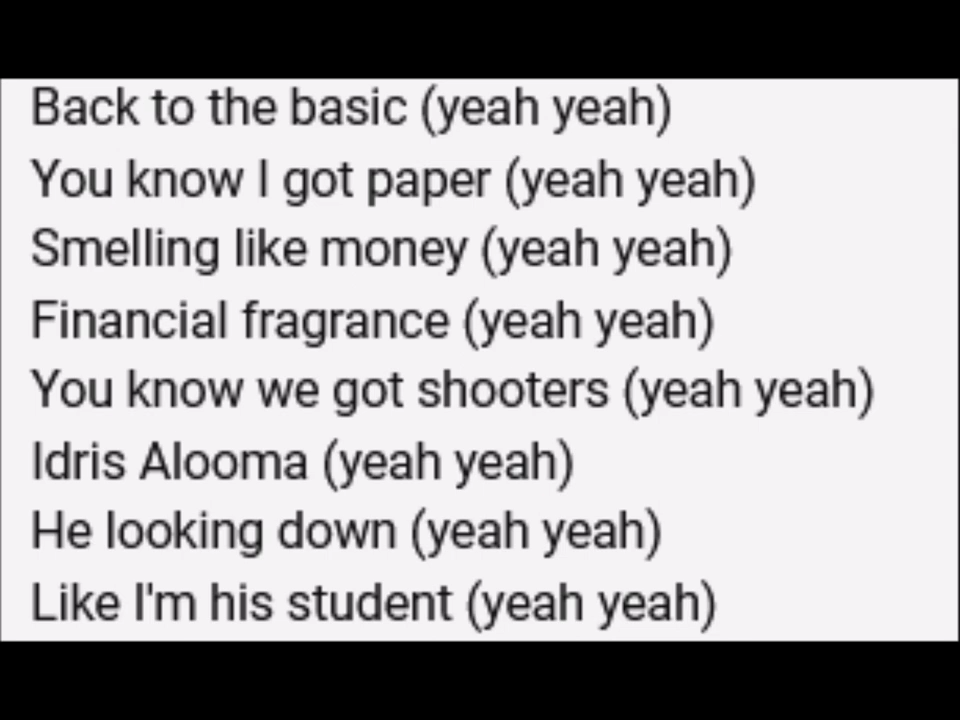 Back to the basic (yeah yeah)
You know I got paper (yeah yeah)
Smelling like money (yeah yeah)
Financial fragrance (yeah yeah)
You know we got shooters (yeah yeah)
Idris Alooma (yeah yeah)
He looking down (yeah yeah)
Like I'm his student (yeah yeah)